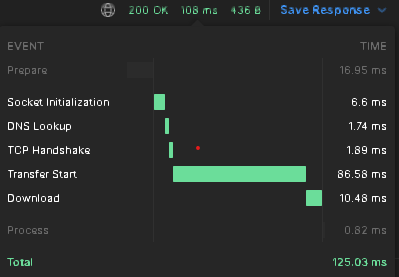 200 OK 108 ms 436 B Save Response
EVENT TIME
Prepare 16.95 ms
Socket Initialization 6.6 ms
DNS Lookup 1.74 ms
TCP Handshake 1.89 ms
Transfer Start 86.58 ms
Download 10.48 ms
Process 0.82 ms
Total 125.03 ms